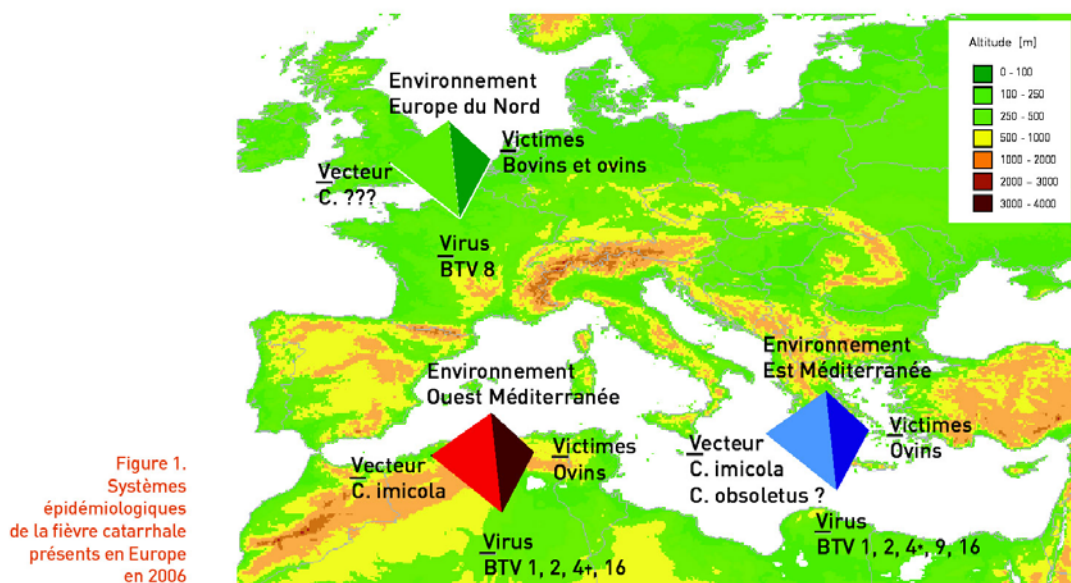 Altitude [m]
0 - 100
100 - 250
250 - 500
500 - 1000
1000 - 2000
2000 - 3000
3000 - 4000
Environnement
Europe du Nord
Victimes
Bovins et ovins
Vecteur
C. ???
Virus
BTV 8
Environnement
Ouest Méditerranée
Vecteur
C. imicola
Victimes
Ovins
Virus
BTV 1, 2, 4+, 16
Environnement
Est Méditerranée
Vecteur
C. imicola
C. obsoletus ?
Victimes
Ovins
Virus
BTV 1, 2, 4*, 9, 16
Figure 1.
Systèmes
épidémiologiques
de la fièvre catarrhale
présents en Europe
en 2006